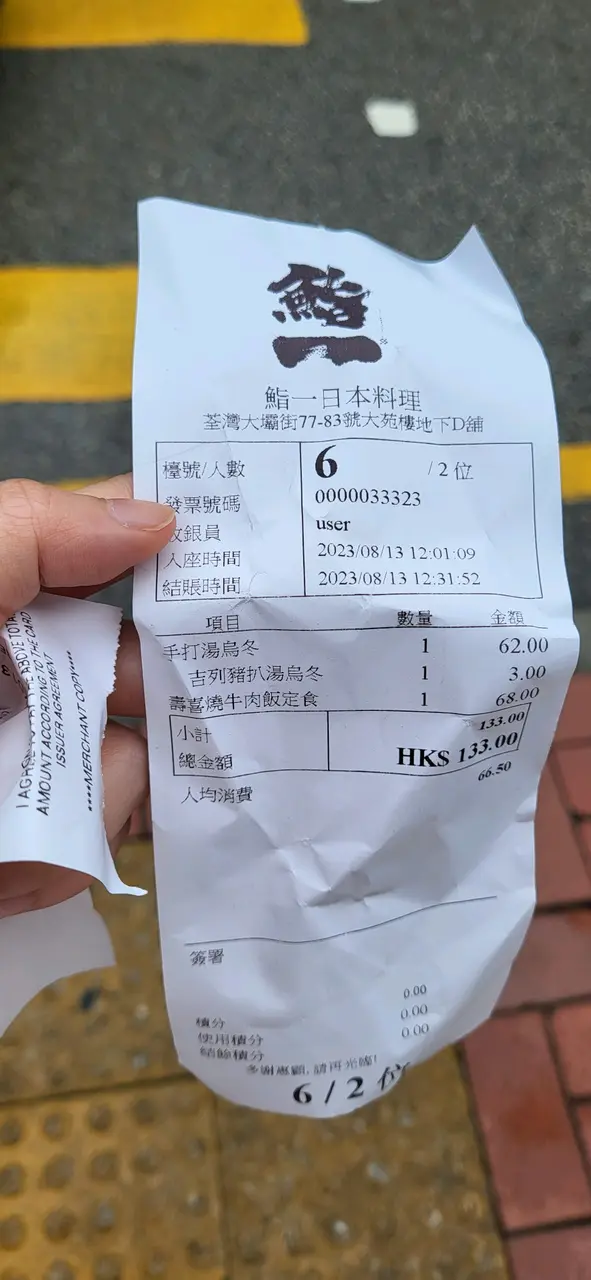 鮨一
鮨一日本料理
荃灣大壩街77-83號大苑樓地下D舖
檯號/人數 6 /2 位
發票號碼 0000033323
收銀員 user
入座時間 2023/08/13 12:01:09
結賬時間 2023/08/13 12:31:52
項目 數量 金額
手打湯烏冬 1 62.00
吉列豬扒湯烏冬 1 3.00
壽喜燒牛肉飯定食 1 68.00
小計 133.00
總金額 HK$ 133.00
人均消費 66.50
簽署
積分 0.00
使用積分 0.00
結餘積分 0.00
多謝惠顧, 請再光臨!
6 / 2 位
ABOVE TOTAL
AMOUNT ACCORDING TO THE CARD
ISSUER AGREEMENT
****MERCHANT COPY****